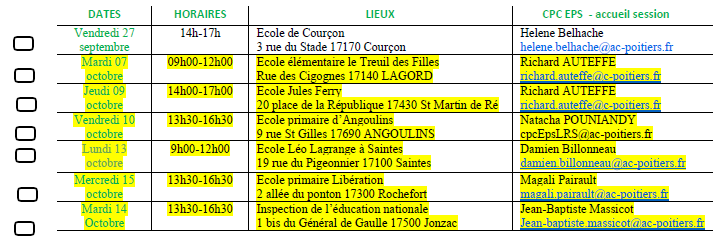 DATES HORAIRES LIEUX CPC EPS - accueil session
Vendredi 27 14h-17h Ecole de Courçon Helene Belhache
septembre 3 rue du Stade 17170 Courçon helene.belhache@ac-poitiers.fr
Mardi 07 09h00-12h00 Ecole élémentaire le Treuil des Filles Richard AUTEFFE
octobre Rue des Cigognes 17140 LAGORD richard.auteffe@c-poitiers.fr
Jeudi 09 14h00-17h00 Ecole Jules Ferry Richard AUTEFFE
octobre 20 place de la République 17430 St Martin de Ré richard.auteffe@c-poitiers.fr
Vendredi 10 13h30-16h30 Ecole primaire d'Angoulins Natacha POUNIANDY
octobre 9 rue St Gilles 17690 ANGOULINS cpcEpsLRS@ac-poitiers.fr
Lundi 13 9h00-12h00 Ecole Léo Lagrange à Saintes Damien Billonneau
octobre 19 rue du Pigeonnier 17100 Saintes damien.billonneau@ac-poitiers.fr
Mercredi 15 13h30-16h30 Ecole primaire Libération Magali Pairault
octobre 2 allée du ponton 17300 Rochefort magali.pairault@ac-poitiers.fr
Mardi 14 13h30-16h30 Inspection de l'éducation nationale Jean-Baptiste Massicot
Octobre 1 bis du Général de Gaulle 17500 Jonzac Jean-baptiste.massicot@ac-poitiers.fr